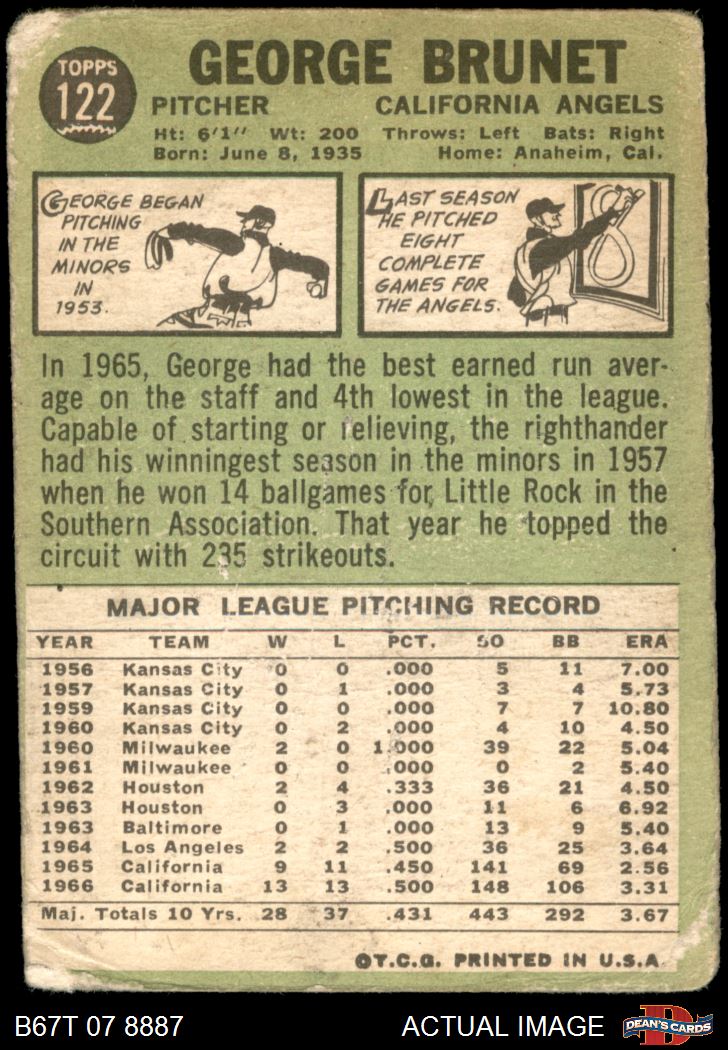 TOPPS
122
GEORGE BRUNET
PITCHER CALIFORNIA ANGELS
Ht: 6'1" Wt: 200 Throws: Left Bats: Right
Born: June 8, 1935 Home: Anaheim, Cal.
GEORGE BEGAN
PITCHING
IN THE
MINORS
IN
1953.
LAST SEASON
HE PITCHED
EIGHT
COMPLETE
GAMES FOR
THE ANGELS.
In 1965, George had the best earned run aver-
age on the staff and 4th lowest in the league.
Capable of starting or relieving, the righthander
had his winningest season in the minors in 1957
when he won 14 ballgames for Little Rock in the
Southern Association. That year he topped the
circuit with 235 strikeouts.
MAJOR LEAGUE PITCHING RECORD
YEAR TEAM W L PCT. SO BB ERA
1956 Kansas City 0 0 .000 5 11 7.00
1957 Kansas City 0 1 .000 3 4 5.73
1959 Kansas City 0 0 .000 7 7 10.80
1960 Kansas City 0 2 .000 4 10 4.50
1960 Milwaukee 2 0 1.000 39 22 5.04
1961 Milwaukee 0 0 .000 0 2 5.40
1962 Houston 2 4 .333 36 21 4.50
1963 Houston 0 3 .000 11 6 6.92
1963 Baltimore 0 1 .000 13 9 5.40
1964 Los Angeles 2 2 .500 36 25 3.64
1965 California 9 11 .450 141 69 2.56
1966 California 13 13 .500 148 106 3.31
Maj. Totals 10 Yrs. 28 37 .431 443 292 3.67
©T.C.G. PRINTED IN U.S.A.
B67T 07 8887 ACTUAL IMAGE
D
DEAN'S CARDS